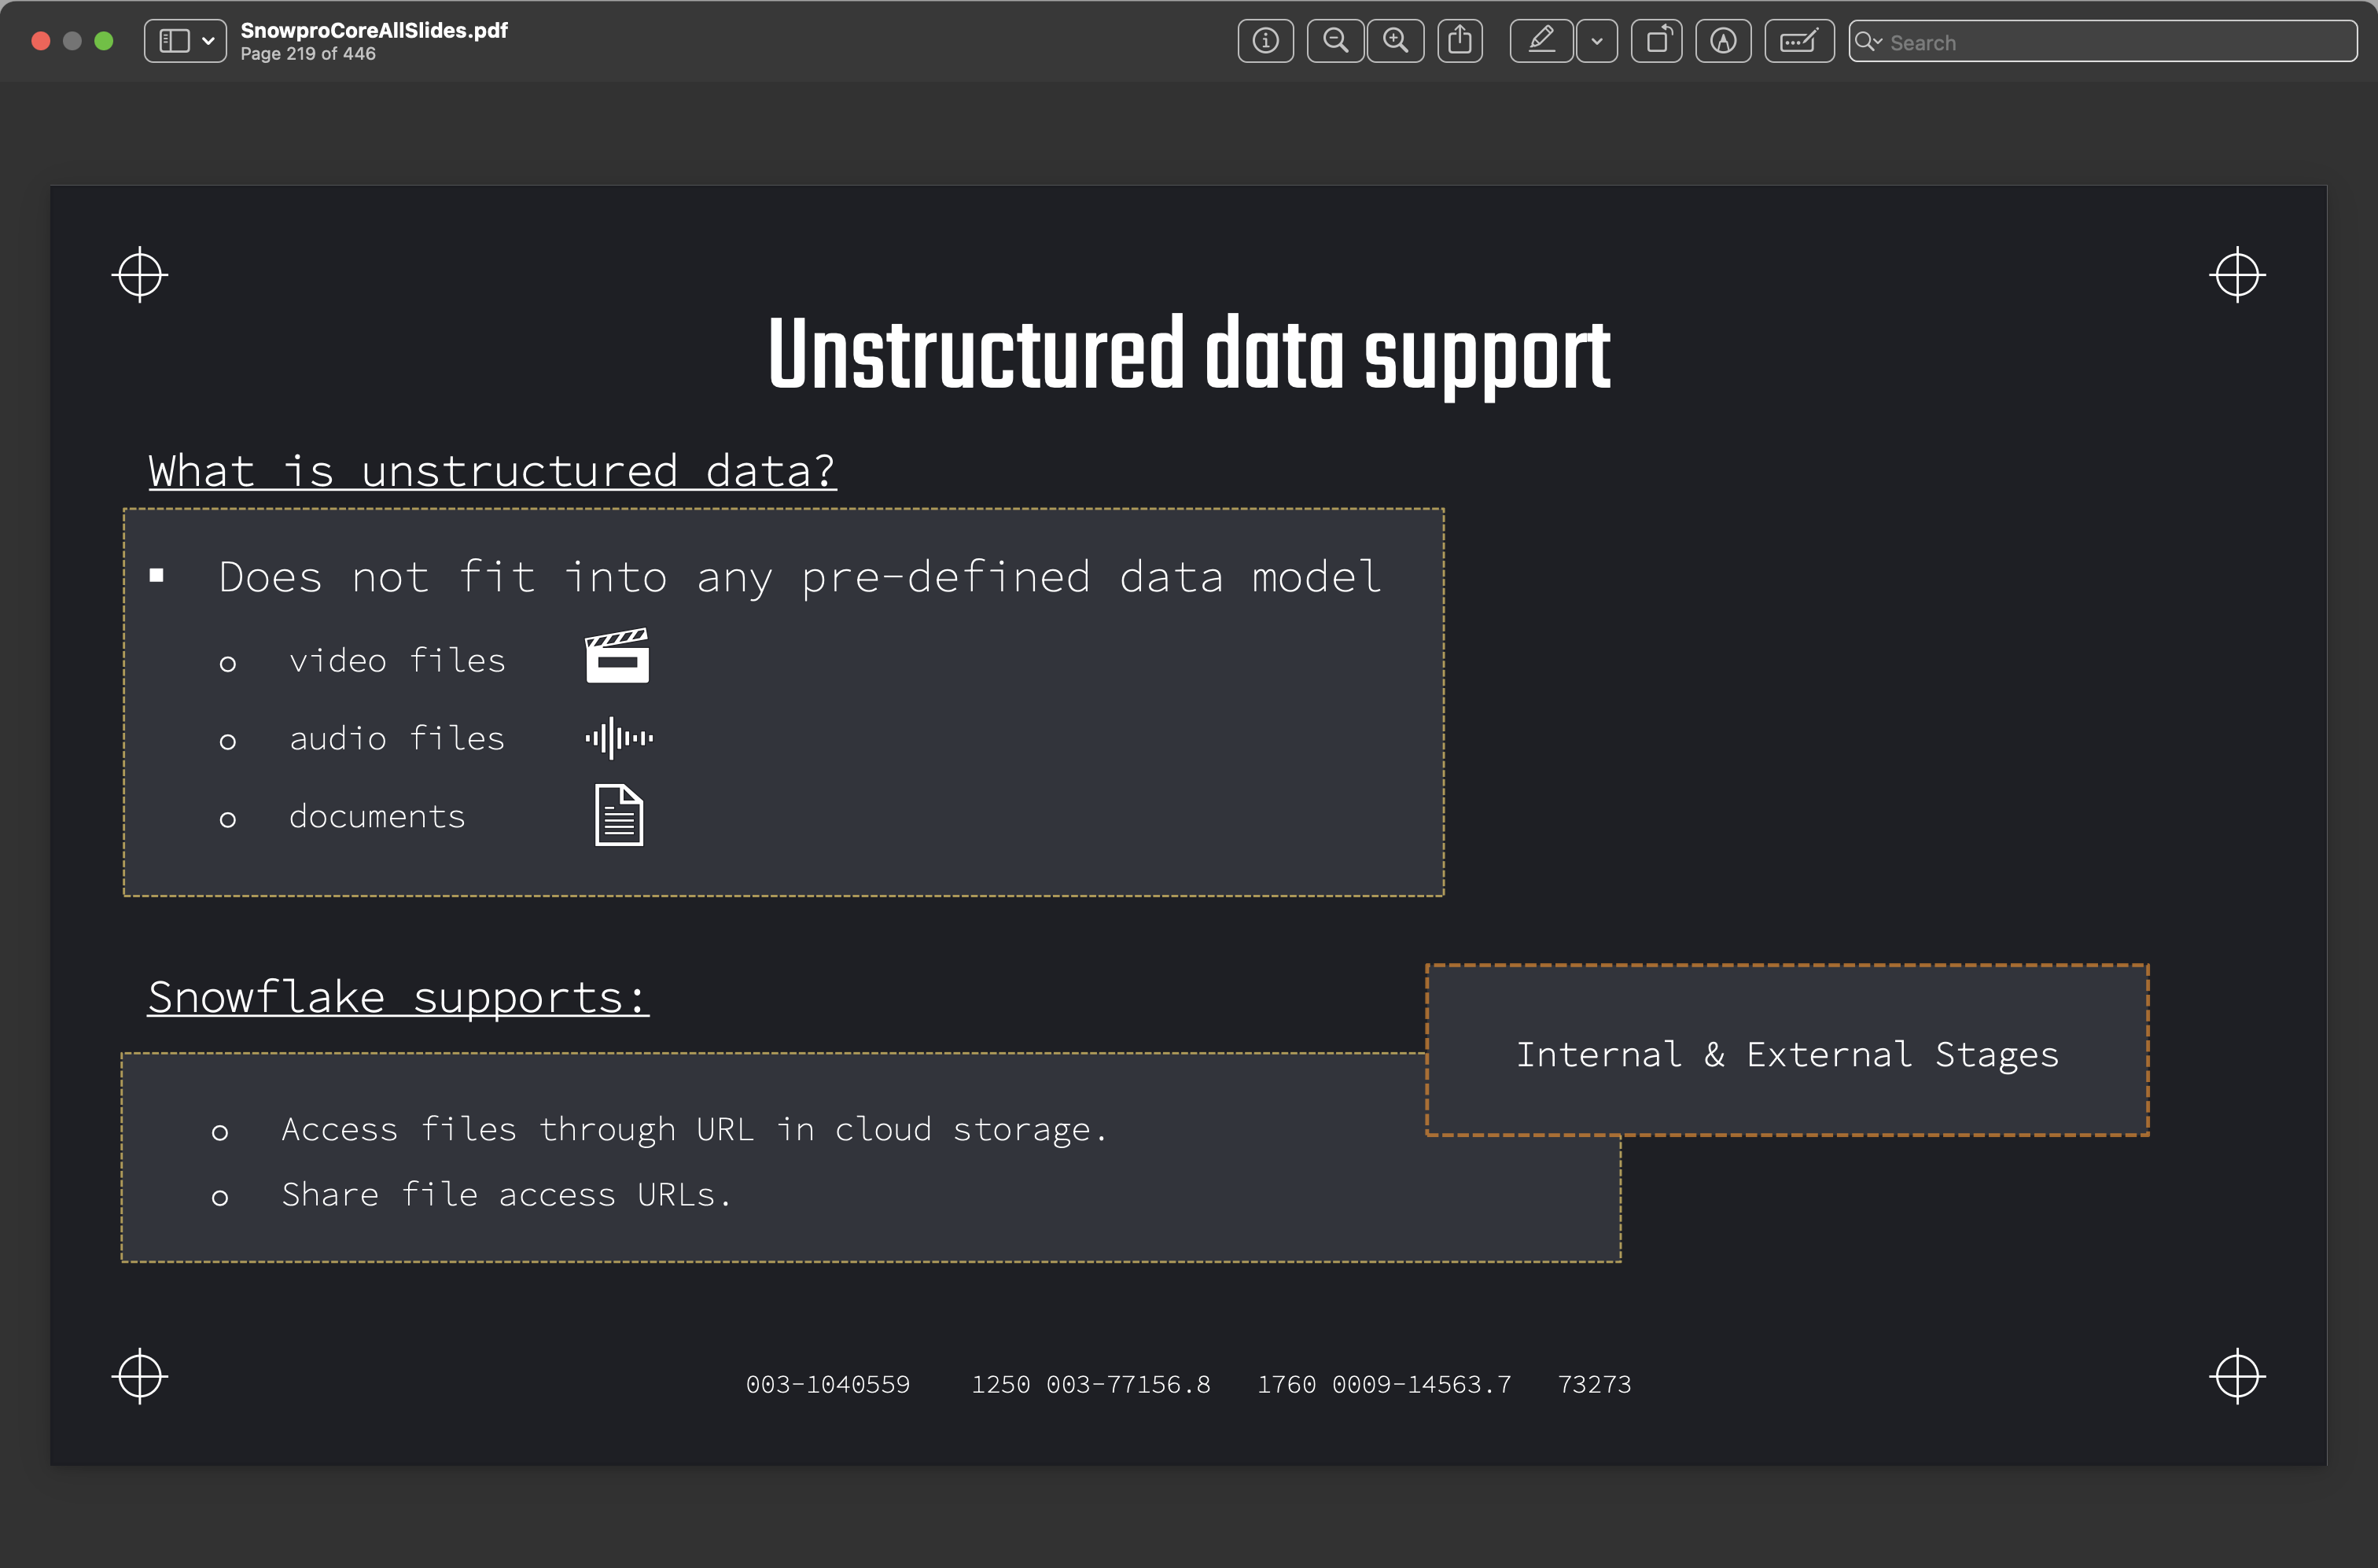 SnowproCoreAllSlides.pdf
Page 219 of 446
Search
Unstructured data support
What is unstructured data?
Does not fit into any pre-defined data model
video files
audio files
documents
Snowflake supports:
Internal & External Stages
Access files through URL in cloud storage.
Share file access URLs.
003-1040559 1250 003-77156.8 1760 0009-14563.7 73273